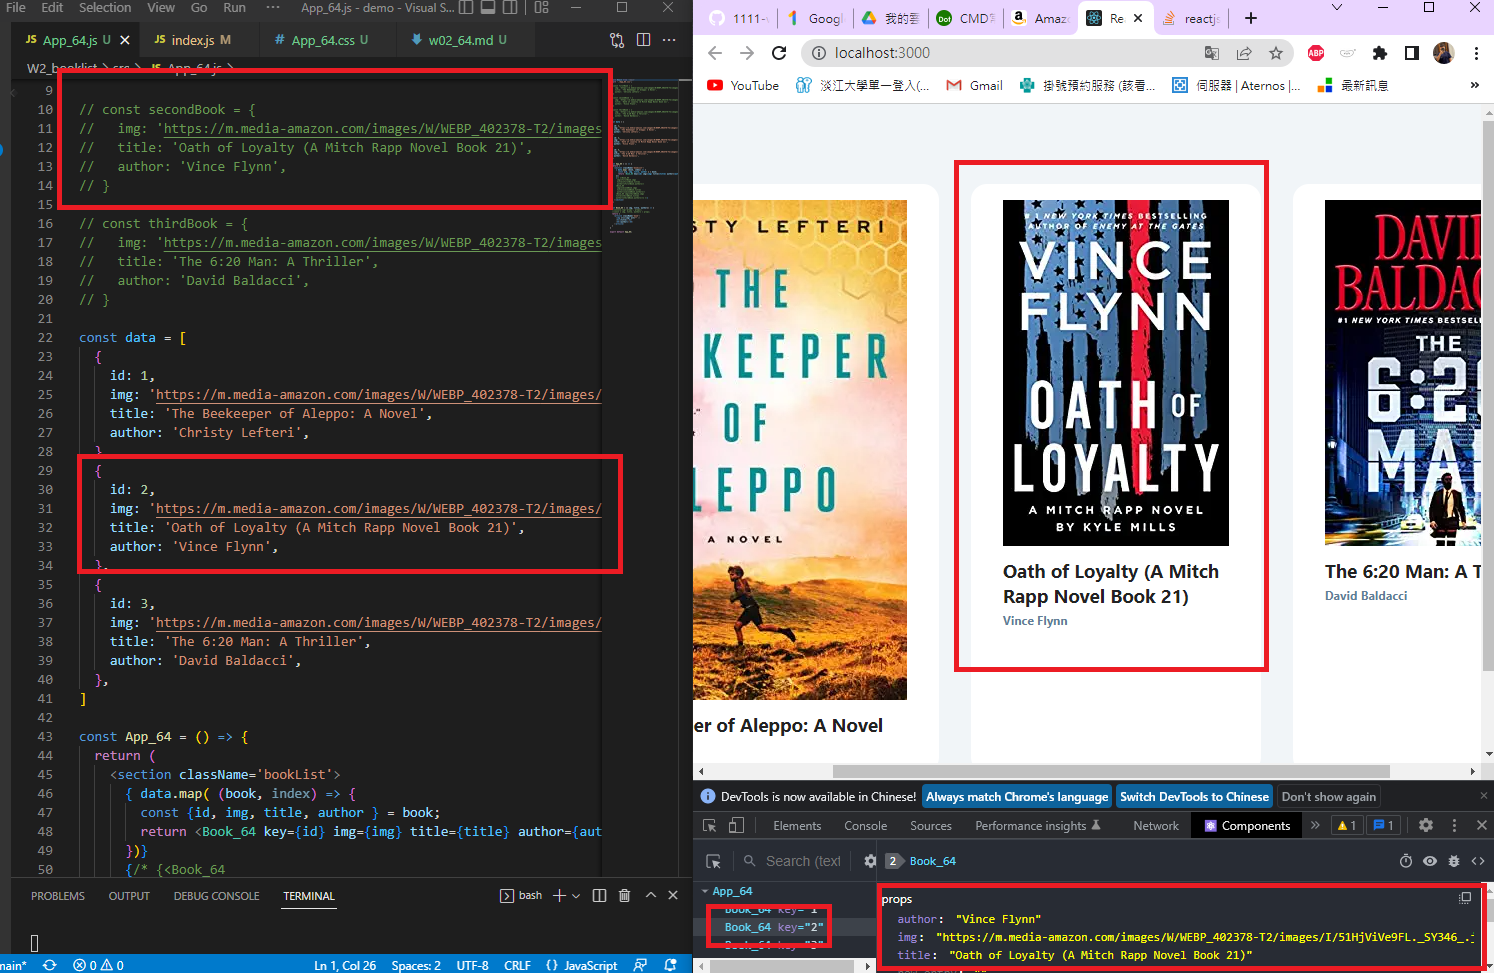 File Edit Selection View Go Run ··· App_64.js - demo - Visual S...
JS App_64.js U JS index.js M # App_64.css U w02_64.md U
W2_booklist > src > JS App_64.js >
9
10 // const secondBook = {
11 //   img: 'https://m.media-amazon.com/images/W/WEBP_402378-T2/images
12 //   title: 'Oath of Loyalty (A Mitch Rapp Novel Book 21)',
13 //   author: 'Vince Flynn',
14 // }
15
16 // const thirdBook = {
17 //   img: 'https://m.media-amazon.com/images/W/WEBP_402378-T2/images
18 //   title: 'The 6:20 Man: A Thriller',
19 //   author: 'David Baldacci',
20 // }
21
22 const data = [
23   {
24     id: 1,
25     img: 'https://m.media-amazon.com/images/W/WEBP_402378-T2/images/
26     title: 'The Beekeeper of Aleppo: A Novel',
27     author: 'Christy Lefteri',
28   }
29   {
30     id: 2,
31     img: 'https://m.media-amazon.com/images/W/WEBP_402378-T2/images/
32     title: 'Oath of Loyalty (A Mitch Rapp Novel Book 21)',
33     author: 'Vince Flynn',
34   },
35   {
36     id: 3,
37     img: 'https://m.media-amazon.com/images/W/WEBP_402378-T2/images/
38     title: 'The 6:20 Man: A Thriller',
39     author: 'David Baldacci',
40   },
41 ]
42
43 const App_64 = () => {
44   return (
45     <section className='bookList'>
46       { data.map( (book, index) => {
47         const {id, img, title, author } = book;
48         return <Book_64 key={id} img={img} title={title} author={aut
49       })}
50       {/* {<Book_64
PROBLEMS OUTPUT DEBUG CONSOLE TERMINAL bash
main* 0 0 Ln 1, Col 26 Spaces: 2 UTF-8 CRLF {} JavaScript
1111- Googl 我的雲 Dot CMD常 Amaz Re reactjs
localhost:3000 ABP
YouTube 淡江大學單一登入(... Gmail 掛號預約服務 (該看... 伺服器 | Aternos |... 最新訊息 »
STY LEFTERI
THE
KEEPER
OF
LEPPO
A NOVEL
er of Aleppo: A Novel
#1 NEW YORK TIMES BESTSELLING
AUTHOR OF ENEMY AT THE GATES
VINCE
FLYNN
OATH OF
LOYALTY
A MITCH RAPP NOVEL
BY KYLE MILLS
Oath of Loyalty (A Mitch
Rapp Novel Book 21)
Vince Flynn
DAVI
BALDAC
#1 NEW YORK TIMES BESTSEL
THE
6:20
MA
The 6:20 Man: A T
David Baldacci
DevTools is now available in Chinese! Always match Chrome's language Switch DevTools to Chinese Don't show again
Elements Console Sources Performance insights Network Components » 1 1
Search (text 2 Book_64
App_64
Book_64 key="1"
Book_64 key="2"
props
author: "Vince Flynn"
img: "https://m.media-amazon.com/images/W/WEBP_402378-T2/images/I/51HjViVe9FL._SY346_.j
title: "Oath of Loyalty (A Mitch Rapp Novel Book 21)"